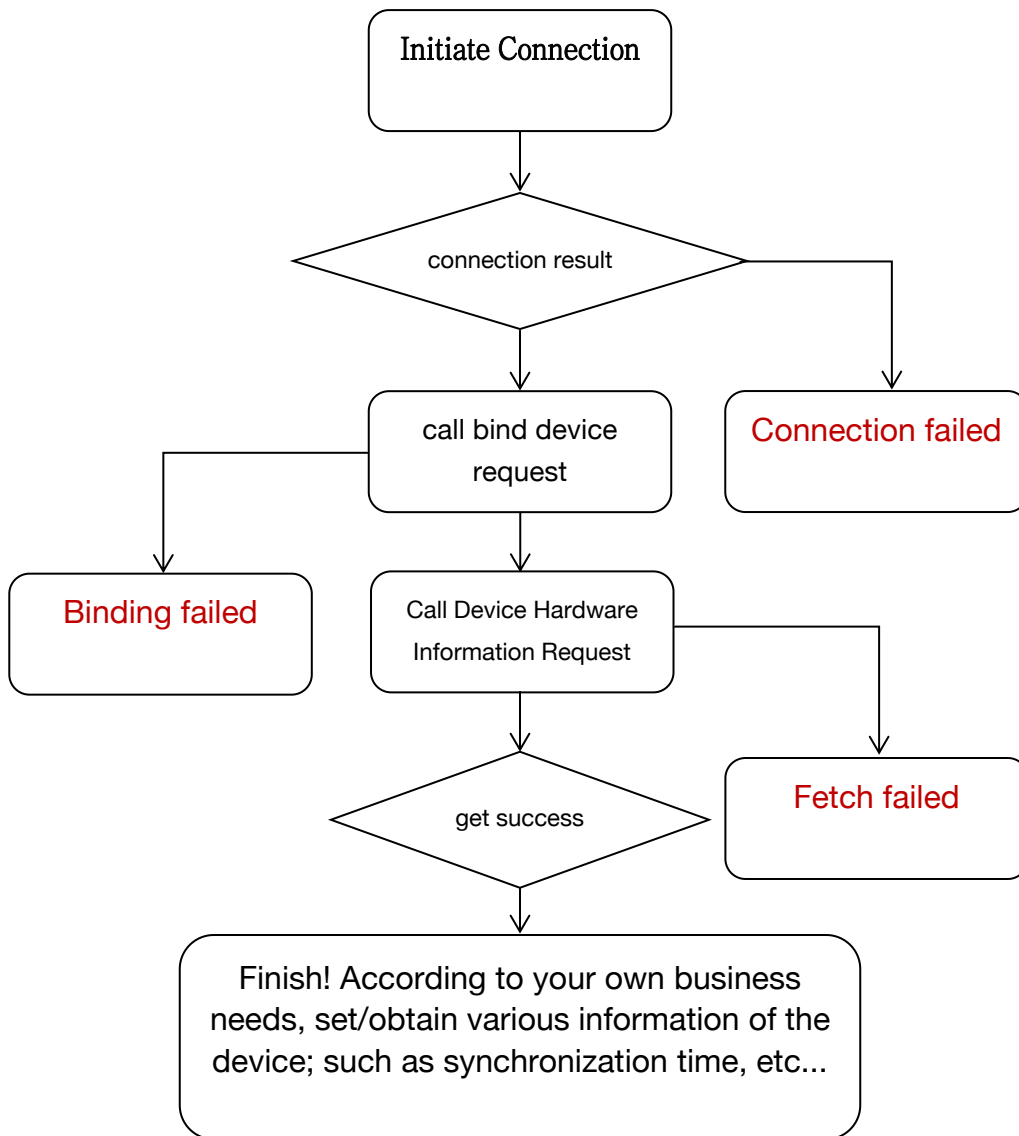 Initiate Connection
connection result
call bind device
request
Connection failed
Binding failed
Call Device Hardware
Information Request
Fetch failed
get success
Finish! According to your own business
needs, set/obtain various information of the
device; such as synchronization time, etc...